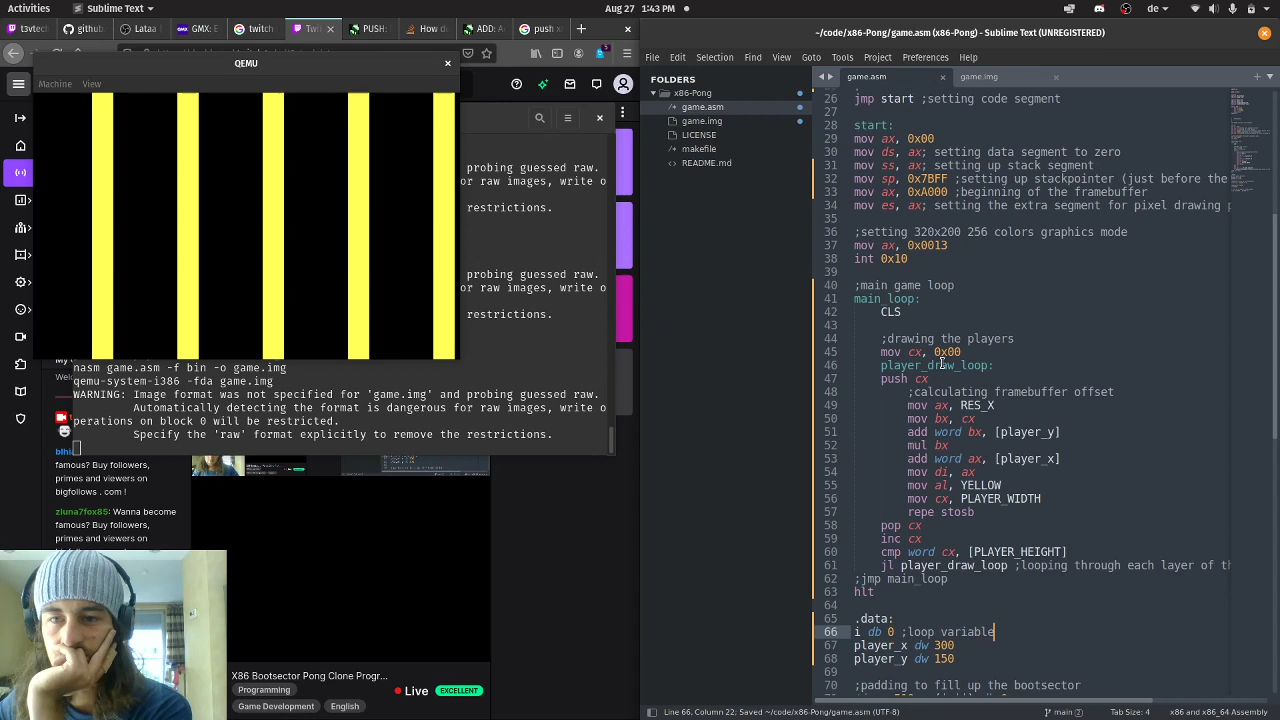 Activities
Sublime Text
Aug 27 1:43 PM
de
t3vtech
github.
Lataa
GMX: E
twitch
Twi
PUSH:
How do
ADD: A
push x
~/code/x86-Pong/game.asm (x86-Pong) - Sublime Text (UNREGISTERED)
File Edit Selection Find View Goto Tools Project Preferences Help
QEMU
Machine View
FOLDERS
x86-Pong
game.asm
game.img
LICENSE
makefile
README.md
game.asm
game.img
26 jmp start ;setting code segment
27
28 start:
29 mov ax, 0x00
30 mov ds, ax; setting data segment to zero
31 mov ss, ax; setting up stack segment
32 mov sp, 0x7BFF ;setting up stackpointer (just before the
33 mov ax, 0xA000 ;beginning of the framebuffer
34 mov es, ax; setting the extra segment for pixel drawing p
35
36 ;setting 320x200 256 colors graphics mode
37 mov ax, 0x0013
38 int 0x10
39
40 ;main game loop
41 main_loop:
42 CLS
43
44 ;drawing the players
45 mov cx, 0x00
46 player_draw_loop:
47 push cx
48 ;calculating framebuffer offset
49 mov ax, RES_X
50 mov bx, cx
51 add word bx, [player_y]
52 mul bx
53 add word ax, [player_x]
54 mov di, ax
55 mov al, YELLOW
56 mov cx, PLAYER_WIDTH
57 repe stosb
58 pop cx
59 inc cx
60 cmp word cx, [PLAYER_HEIGHT]
61 jl player_draw_loop ;looping through each layer of th
62 ;jmp main_loop
63 hlt
64
65 .data:
66 i db 0 ;loop variable
67 player_x dw 300
68 player_y dw 150
69
70 ;padding to fill up the bootsector
probing guessed raw.
or raw images, write o
restrictions.
probing guessed raw.
or raw images, write o
restrictions.
nasm game.asm -f bin -o game.img
qemu-system-i386 -fda game.img
WARNING: Image format was not specified for 'game.img' and probing guessed raw.
Automatically detecting the format is dangerous for raw images, write o
perations on block 0 will be restricted.
Specify the 'raw' format explicitly to remove the restrictions.
My
Welc
famous? Buy followers,
primes and viewers on
bigfollows . com !
zluna7fox85: Wanna become
famous? Buy followers,
primes and viewers on
X86 Bootsector Pong Clone Progr...
Programming
Live
EXCELLENT
Game Development
English
Line 66, Column 22; Saved ~/code/x86-Pong/game.asm (UTF-8)
main
Tab Size: 4
x86 and x86_64 Assembly